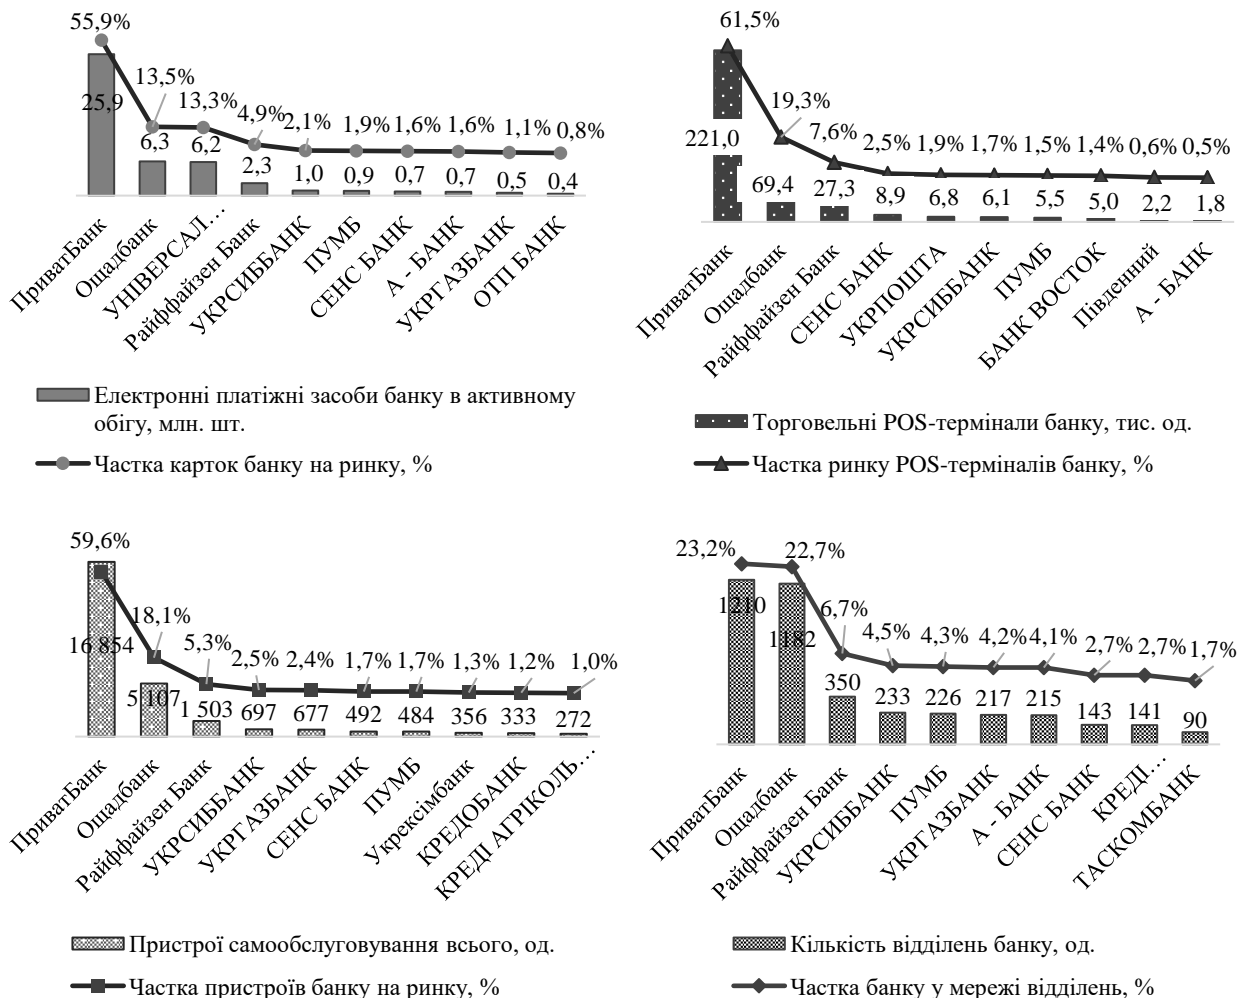 55,9%
13,5%
13,3%
4,9%
2,1%
1,9%
1,6%
1,6%
1,1%
0,8%
25,9
6,3
6,2
2,3
1,0
0,9
0,7
0,7
0,5
0,4
ПриватБанк
Ощадбанк
УНІВЕРСАЛ…
Райффайзен Банк
УКРСИББАНК
ПУМБ
СЕНС БАНК
А - БАНК
УКРГАЗБАНК
ОТП БАНК
Електронні платіжні засоби банку в активному
обігу, млн. шт.
Частка карток банку на ринку, %
61,5%
19,3%
7,6%
2,5%
1,9%
1,7%
1,5%
1,4%
0,6%
0,5%
221,0
69,4
27,3
8,9
6,8
6,1
5,5
5,0
2,2
1,8
ПриватБанк
Ощадбанк
Райффайзен Банк
СЕНС БАНК
УКРПОШТА
УКРСИББАНК
ПУМБ
БАНК ВОСТОК
Південний
А - БАНК
Торговельні POS-термінали банку, тис. од.
Частка ринку POS-терміналів банку, %
59,6%
18,1%
5,3%
2,5%
2,4%
1,7%
1,7%
1,3%
1,2%
1,0%
16 854
5 107
1 503
697
677
492
484
356
333
272
ПриватБанк
Ощадбанк
Райффайзен Банк
УКРСИББАНК
УКРГАЗБАНК
СЕНС БАНК
ПУМБ
Укрексімбанк
КРЕДОБАНК
КРЕДІ АГРІКОЛЬ…
Пристрої самообслуговування всього, од.
Частка пристроїв банку на ринку, %
23,2%
22,7%
6,7%
4,5%
4,3%
4,2%
4,1%
2,7%
2,7%
1,7%
1210
1182
350
233
226
217
215
143
141
90
ПриватБанк
Ощадбанк
Райффайзен Банк
УКРСИББАНК
ПУМБ
УКРГАЗБАНК
А - БАНК
СЕНС БАНК
КРЕДІ…
ТАСКОМБАНК
Кількість відділень банку, од.
Частка банку у мережі відділень, %